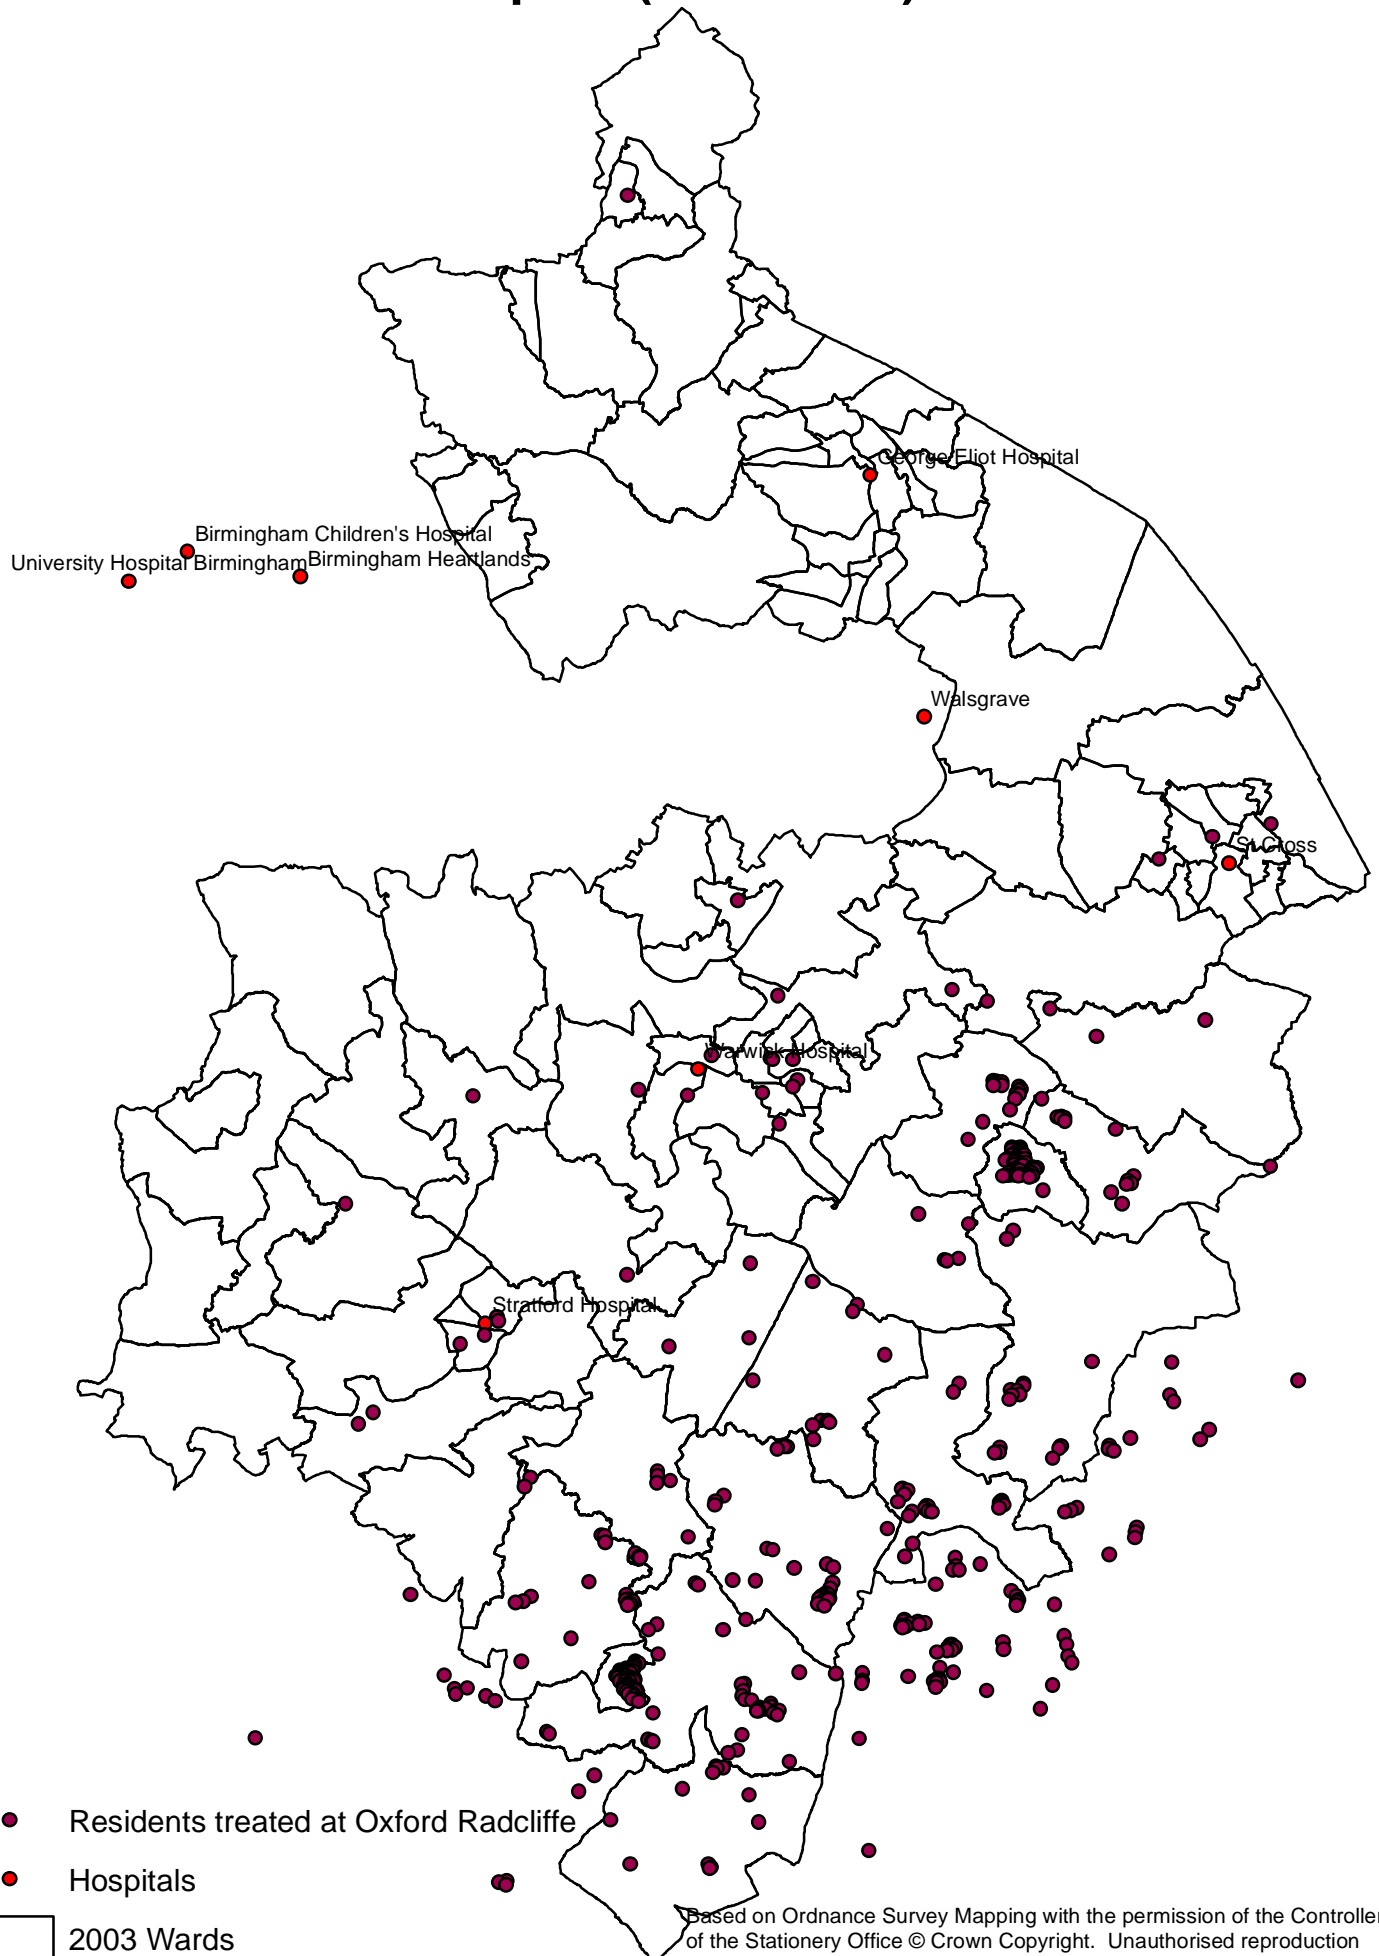 George Eliot Hospital
Birmingham Children's Hospital
University Hospital Birmingham
Birmingham Heartlands
Walsgrave
St Cross
Warwick Hospital
Stratford Hospital
Residents treated at Oxford Radcliffe
Hospitals
2003 Wards
Based on Ordnance Survey Mapping with the permission of the Controller
of the Stationery Office © Crown Copyright. Unauthorised reproduction